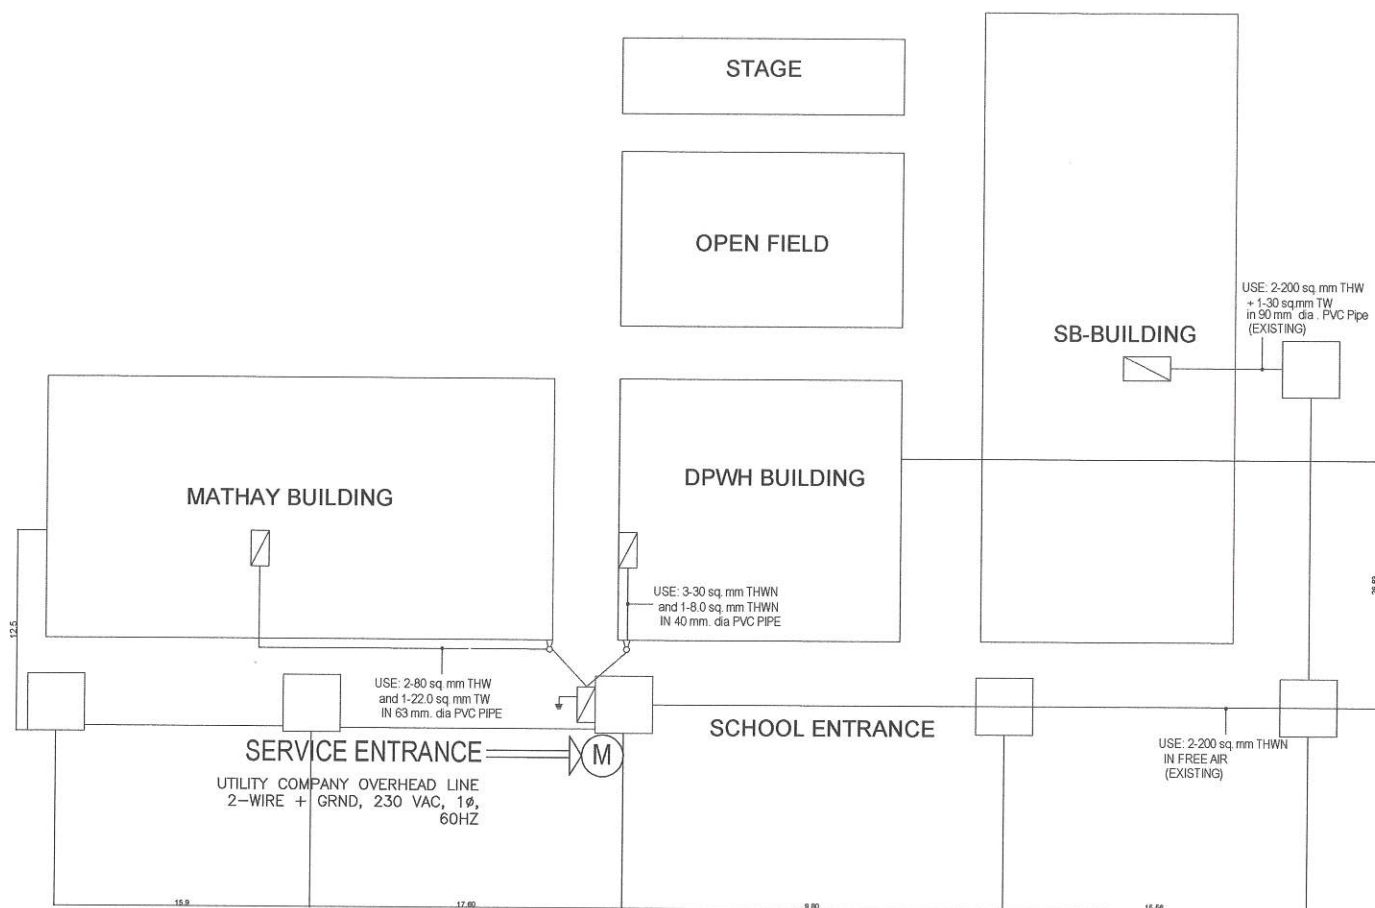 STAGE
OPEN FIELD
USE: 2-200 sq. mm THW
+ 1-30 sq.mm TW
in 90 mm dia . PVC Pipe
(EXISTING)
SB-BUILDING
MATHAY BUILDING
DPWH BUILDING
USE: 3-30 sq. mm THWN
and 1-8.0 sq. mm THWN
IN 40 mm. dia PVC PIPE
12.5
USE: 2-80 sq. mm THW
and 1-22.0 sq. mm TW
IN 63 mm. dia PVC PIPE
SCHOOL ENTRANCE
SERVICE ENTRANCE
M
USE: 2-200 sq. mm THWN
IN FREE AIR
(EXISTING)
UTILITY COMPANY OVERHEAD LINE
2-WIRE + GRND, 230 VAC, 1ø,
60HZ
15.9
17.60
9.80
15.56